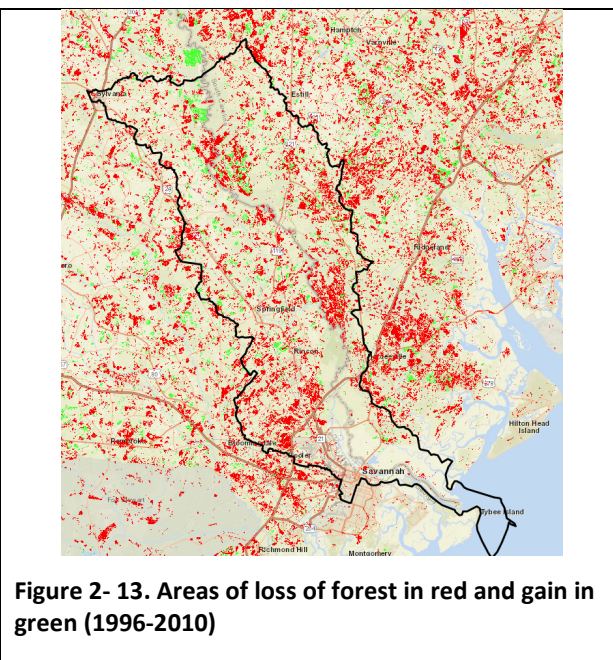 Hampton
Varnville
Sylvania
Estill
Ridgeland
Springfield
Rincon
Hilton Head
Island
21
Savannah
Tybee Island
Richmond Hill
Montgomery
Figure 2- 13. Areas of loss of forest in red and gain in
green (1996-2010)